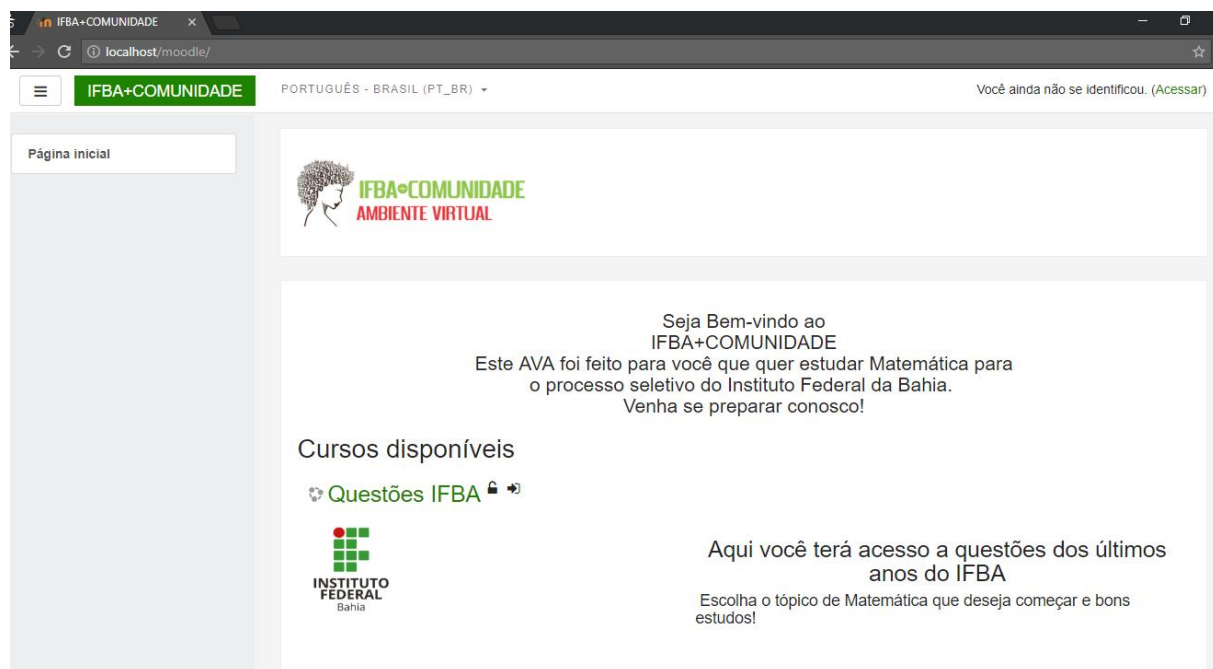 IFBA+COMUNIDADE
localhost/moodle/
IFBA+COMUNIDADE PORTUGUÊS - BRASIL (PT_BR) Você ainda não se identificou. (Acessar)
Página inicial
IFBA+COMUNIDADE
AMBIENTE VIRTUAL
Seja Bem-vindo ao
IFBA+COMUNIDADE
Este AVA foi feito para você que quer estudar Matemática para
o processo seletivo do Instituto Federal da Bahia.
Venha se preparar conosco!
Cursos disponíveis
Questões IFBA
INSTITUTO
FEDERAL
Bahia
Aqui você terá acesso a questões dos últimos
anos do IFBA
Escolha o tópico de Matemática que deseja começar e bons
estudos!